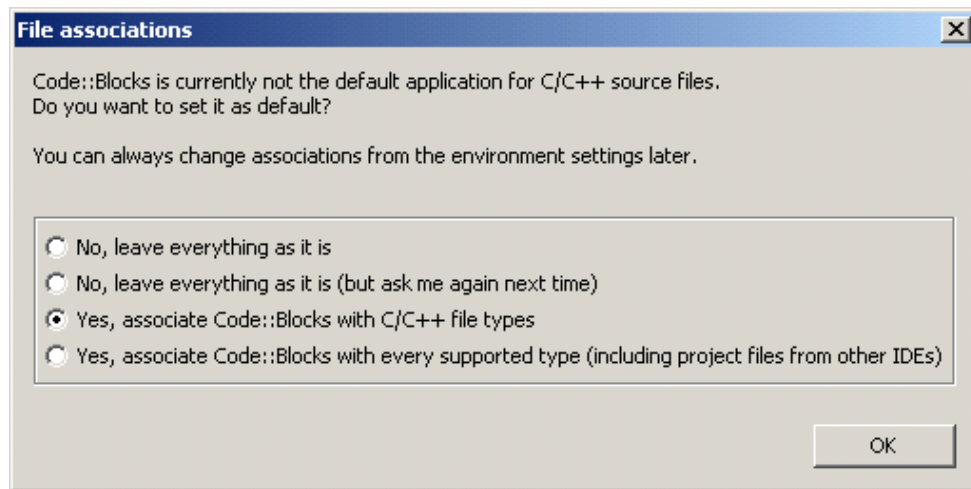 File associations
Code::Blocks is currently not the default application for C/C++ source files.
Do you want to set it as default?
You can always change associations from the environment settings later.
No, leave everything as it is
No, leave everything as it is (but ask me again next time)
Yes, associate Code::Blocks with C/C++ file types
Yes, associate Code::Blocks with every supported type (including project files from other IDEs)
OK